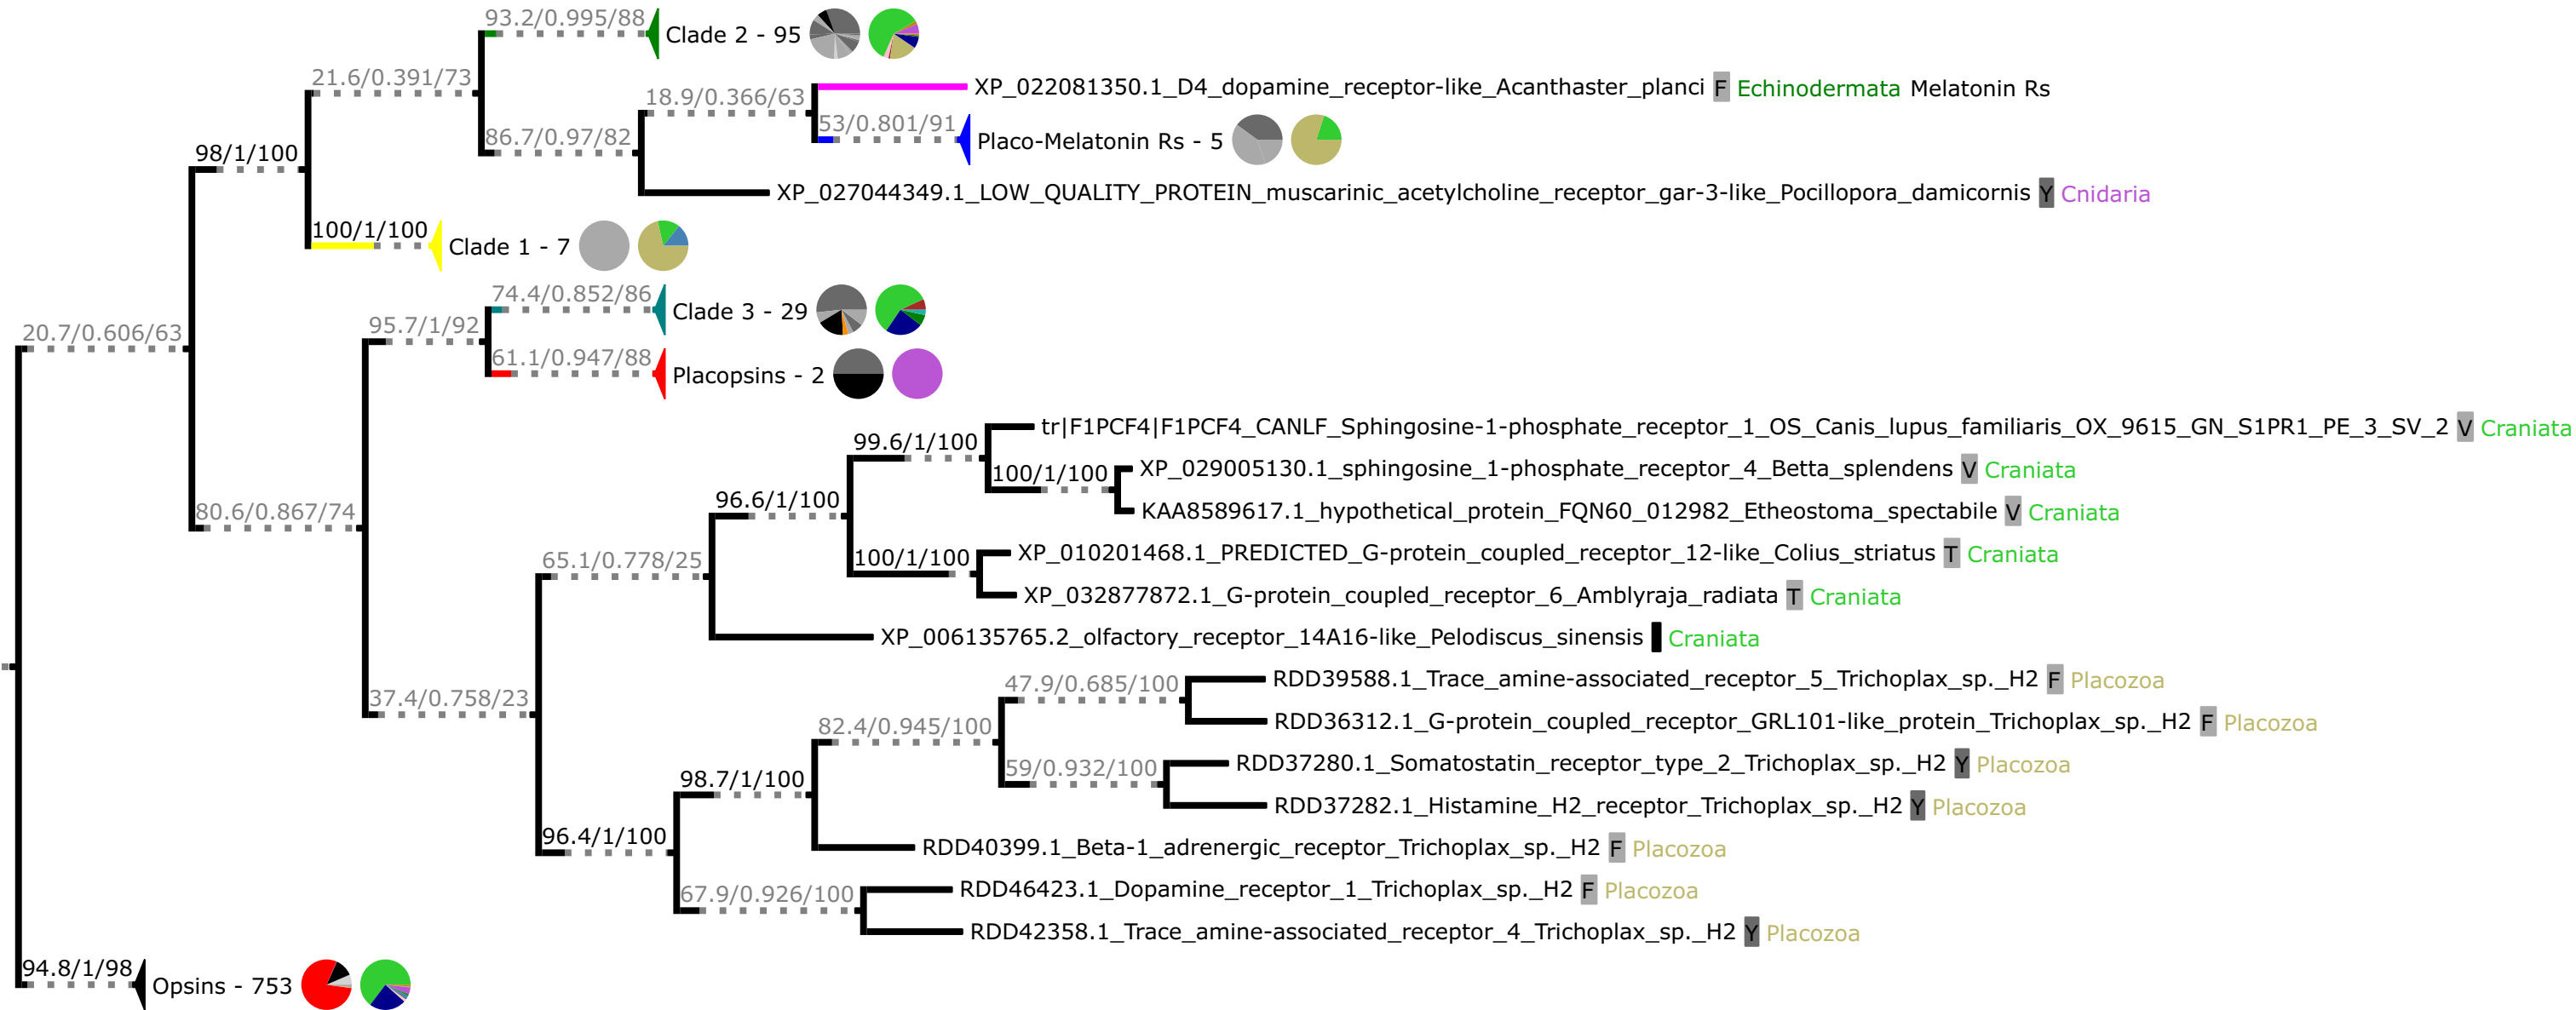 93.2/0.995/88
Clade 2 - 95
21.6/0.391/73
18.9/0.366/63
XP_022081350.1_D4_dopamine_receptor-like_Acanthaster_planci F Echinodermata Melatonin Rs
86.7/0.97/82
53/0.801/91
Placo-Melatonin Rs - 5
98/1/100
XP_027044349.1_LOW_QUALITY_PROTEIN_muscarinic_acetylcholine_receptor_gar-3-like_Pocillopora_damicornis Y Cnidaria
100/1/100
Clade 1 - 7
74.4/0.852/86
Clade 3 - 29
20.7/0.606/63
95.7/1/92
61.1/0.947/88
Placopsins - 2
tr|F1PCF4|F1PCF4_CANLF_Sphingosine-1-phosphate_receptor_1_OS_Canis_lupus_familiaris_OX_9615_GN_S1PR1_PE_3_SV_2 V Craniata
99.6/1/100
100/1/100
XP_029005130.1_sphingosine_1-phosphate_receptor_4_Betta_splendens V Craniata
96.6/1/100
KAA8589617.1_hypothetical_protein_FQN60_012982_Etheostoma_spectabile V Craniata
80.6/0.867/74
65.1/0.778/25
100/1/100
XP_010201468.1_PREDICTED_G-protein_coupled_receptor_12-like_Colius_striatus T Craniata
XP_032877872.1_G-protein_coupled_receptor_6_Amblyraja_radiata T Craniata
XP_006135765.2_olfactory_receptor_14A16-like_Pelodiscus_sinensis Craniata
37.4/0.758/23
47.9/0.685/100
RDD39588.1_Trace_amine-associated_receptor_5_Trichoplax_sp._H2 F Placozoa
82.4/0.945/100
RDD36312.1_G-protein_coupled_receptor_GRL101-like_protein_Trichoplax_sp._H2 F Placozoa
59/0.932/100
RDD37280.1_Somatostatin_receptor_type_2_Trichoplax_sp._H2 Y Placozoa
98.7/1/100
RDD37282.1_Histamine_H2_receptor_Trichoplax_sp._H2 Y Placozoa
96.4/1/100
RDD40399.1_Beta-1_adrenergic_receptor_Trichoplax_sp._H2 F Placozoa
67.9/0.926/100
RDD46423.1_Dopamine_receptor_1_Trichoplax_sp._H2 F Placozoa
RDD42358.1_Trace_amine-associated_receptor_4_Trichoplax_sp._H2 Y Placozoa
94.8/1/98
Opsins - 753